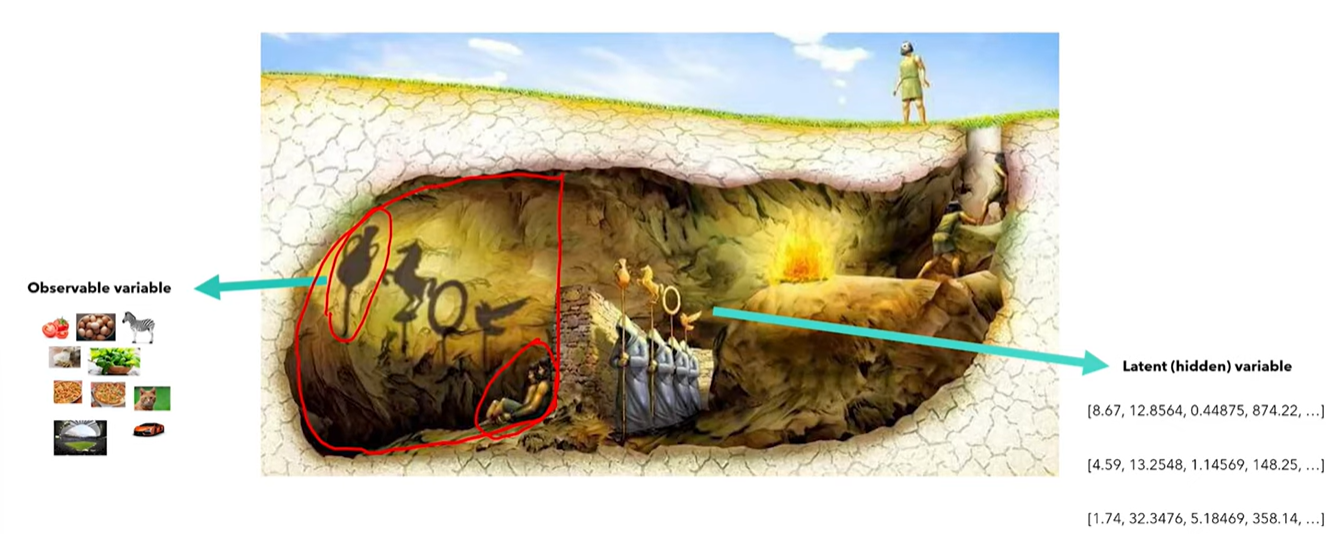 Observable variable
Latent (hidden) variable
[8.67, 12.8564, 0.44875, 874.22, …]
[4.59, 13.2548, 1.14569, 148.25, …]
[1.74, 32.3476, 5.18469, 358.14, …]